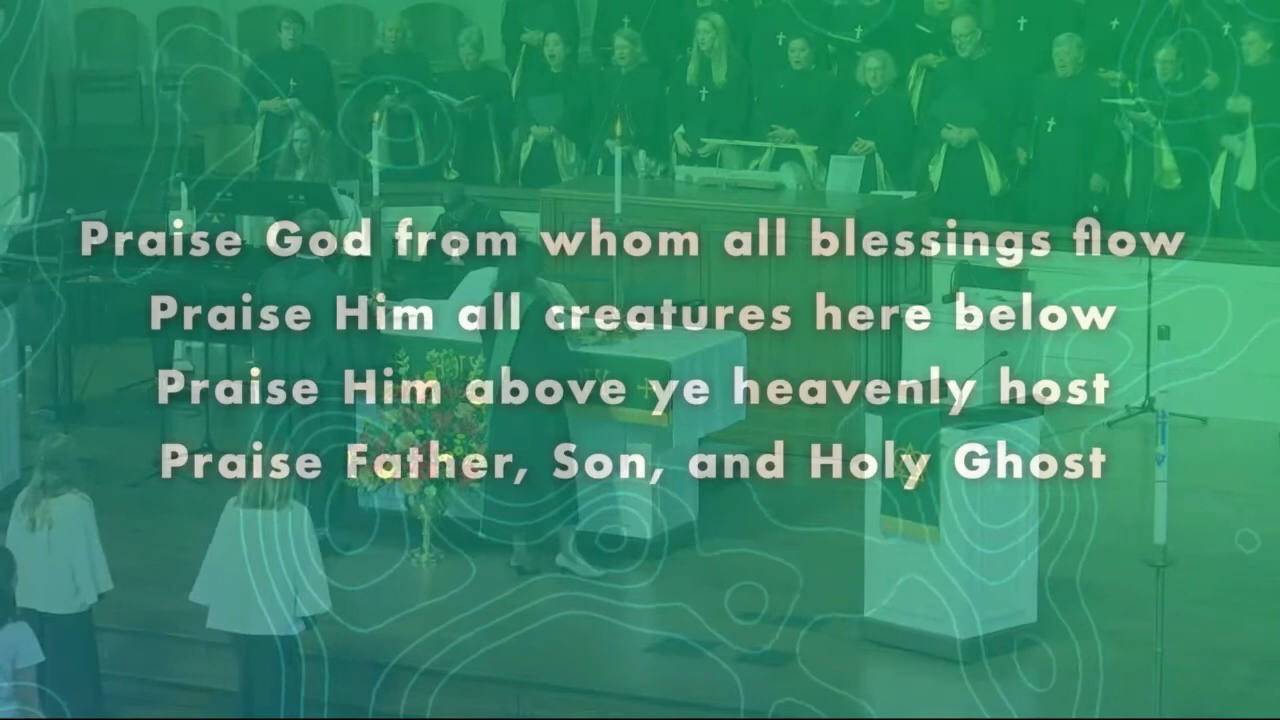 Praise God from whom all blessings flow
Praise Him all creatures here below
Praise Him above ye heavenly host
Praise Father, Son, and Holy Ghost